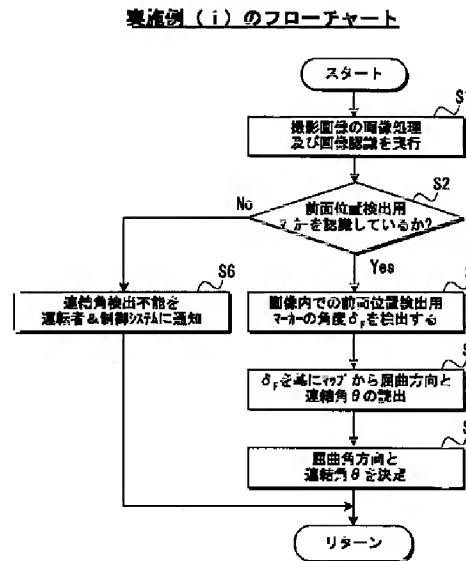 実施例(i)のフローチャート
スタート
S
撮影画像の画像処理
及び画像認識を実行
S2
前面位置検出用
マーカーを認識しているか?
No
Yes
S6
連結角検出不能を
運転者&制御システムに通知
画像内での前面位置検出用
マーカーの角度δFを検出する
S
δFを基にマップから屈曲方向と
連結角θの読出
S
屈曲角方向と
連結角θを決定
リターン